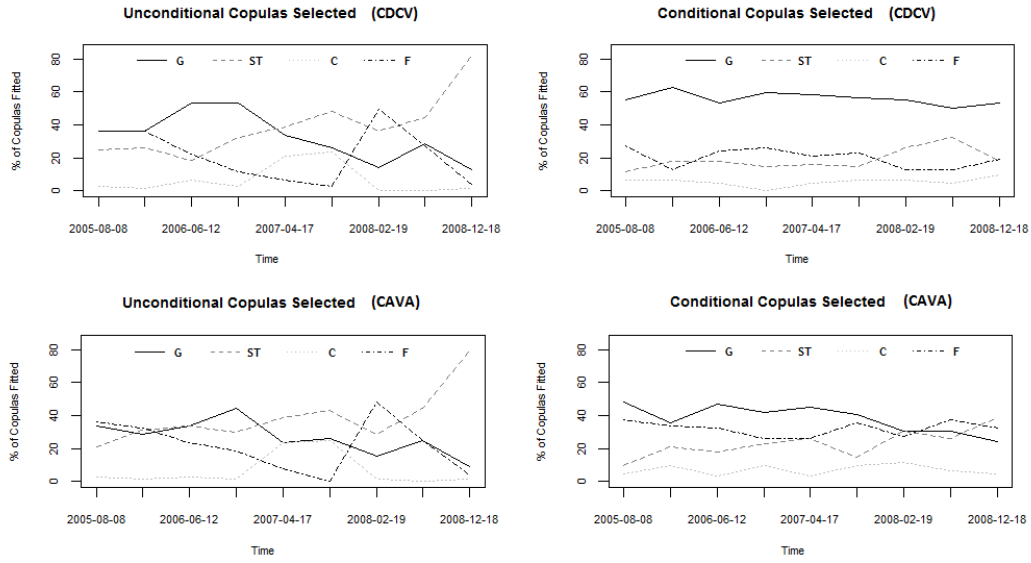 Unconditional Copulas Selected (CDCV)
% of Copulas Fitted
80
60
40
20
0
G ST C F
2005-08-08 2006-06-12 2007-04-17 2008-02-19 2008-12-18
Time
Conditional Copulas Selected (CDCV)
% of Copulas Fitted
80
60
40
20
0
G ST C F
2005-08-08 2006-06-12 2007-04-17 2008-02-19 2008-12-18
Time
Unconditional Copulas Selected (CAVA)
% of Copulas Fitted
80
60
40
20
0
G ST C F
2005-08-08 2006-06-12 2007-04-17 2008-02-19 2008-12-18
Time
Conditional Copulas Selected (CAVA)
% of Copulas Fitted
80
60
40
20
0
G ST C F
2005-08-08 2006-06-12 2007-04-17 2008-02-19 2008-12-18
Time